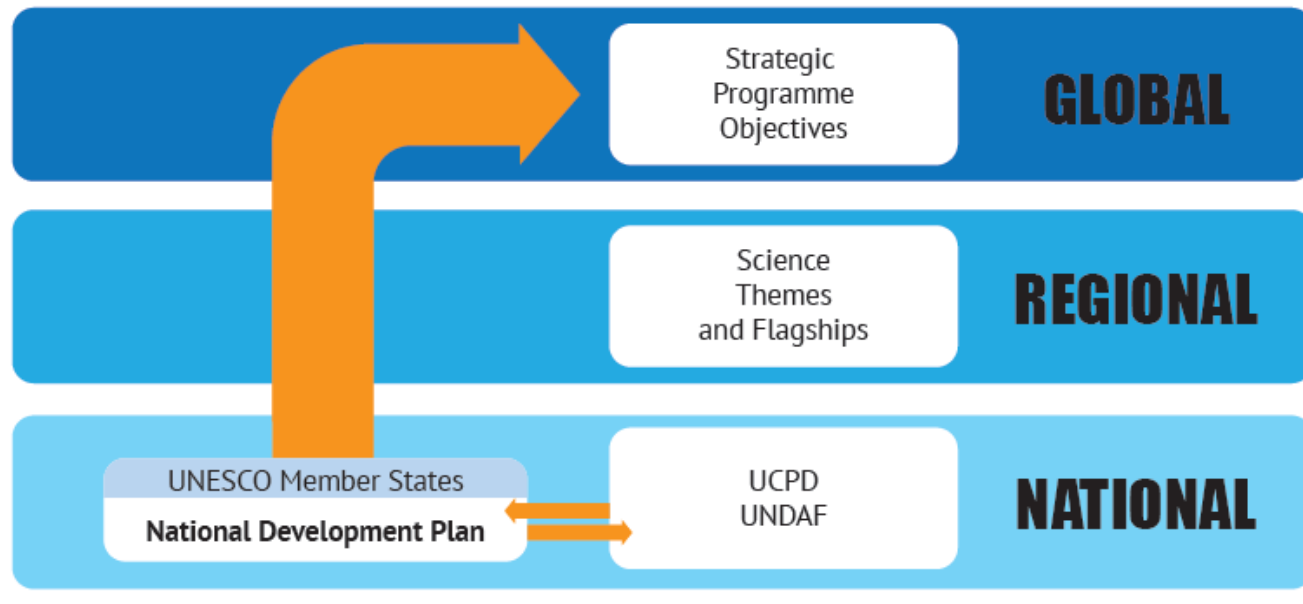 Strategic
Programme
Objectives
GLOBAL
Science
Themes
and Flagships
REGIONAL
UNESCO Member States
National Development Plan
UCPD
UNDAF
NATIONAL